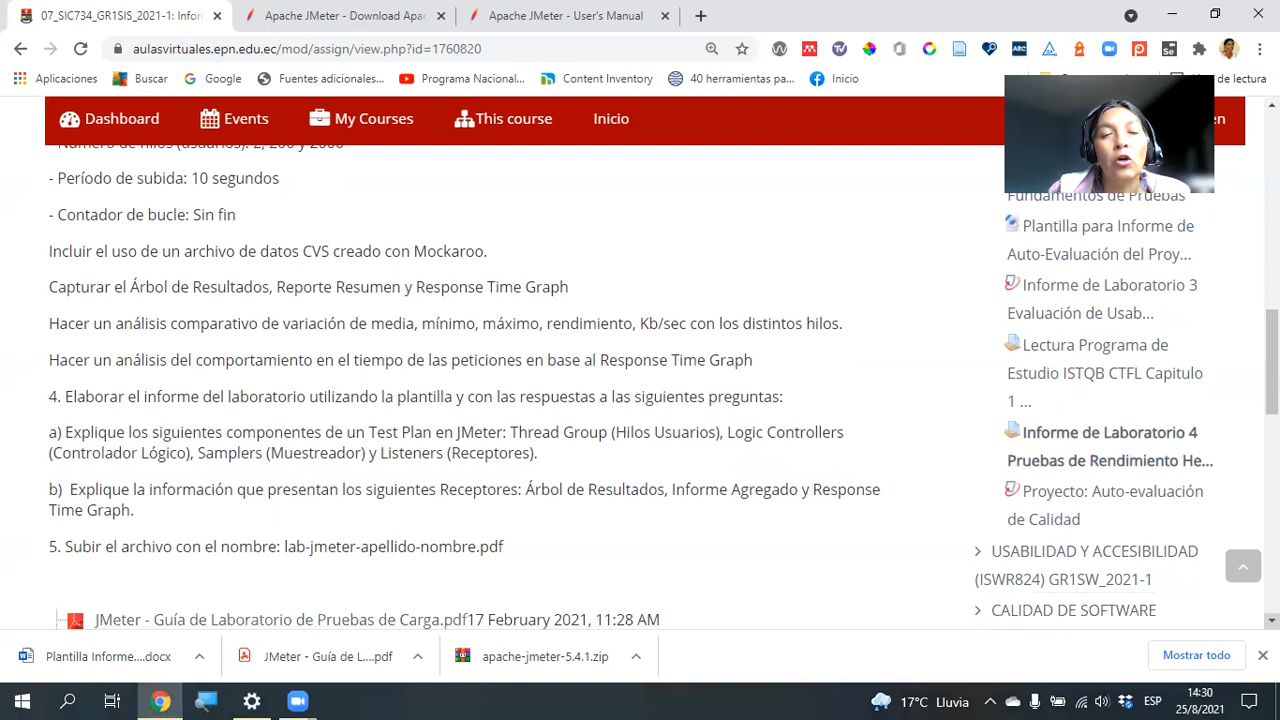 07_SIC734_GR1SIS_2021-1: Infor
Apache JMeter - Download Apac
Apache JMeter - User's Manual
aulasvirtuales.epn.edu.ec/mod/assign/view.php?id=1760820
Aplicaciones
Buscar
Google
Fuentes adicionales...
Programa Nacional...
Content Inventory
40 herramientas pa...
Inicio
de lectura
Dashboard
Events
My Courses
This course
Inicio
en
- Número de hilos (usuarios): 2, 200 y 2000
- Período de subida: 10 segundos
- Contador de bucle: Sin fin
Incluir el uso de un archivo de datos CVS creado con Mockaroo.
Capturar el Árbol de Resultados, Reporte Resumen y Response Time Graph
Hacer un análisis comparativo de variación de media, mínimo, máximo, rendimiento, Kb/sec con los distintos hilos.
Hacer un análisis del comportamiento en el tiempo de las peticiones en base al Response Time Graph
4. Elaborar el informe del laboratorio utilizando la plantilla y con las respuestas a las siguientes preguntas:
a) Explique los siguientes componentes de un Test Plan en JMeter: Thread Group (Hilos Usuarios), Logic Controllers
(Controlador Lógico), Samplers (Muestreador) y Listeners (Receptores).
b) Explique la información que presentan los siguientes Receptores: Árbol de Resultados, Informe Agregado y Response
Time Graph.
5. Subir el archivo con el nombre: lab-jmeter-apellido-nombre.pdf
JMeter - Guía de Laboratorio de Pruebas de Carga.pdf17 February 2021, 11:28 AM
Fundamentos de Pruebas
Plantilla para Informe de
Auto-Evaluación del Proy...
Informe de Laboratorio 3
Evaluación de Usab...
Lectura Programa de
Estudio ISTQB CTFL Capitulo
1 ...
Informe de Laboratorio 4
Pruebas de Rendimiento He...
Proyecto: Auto-evaluación
de Calidad
USABILIDAD Y ACCESIBILIDAD
(ISWR824) GR1SW_2021-1
CALIDAD DE SOFTWARE
Plantilla Informe....docx
JMeter - Guía de L....pdf
apache-jmeter-5.4.1.zip
Mostrar todo
17°C Lluvia
ESP
14:30
25/8/2021